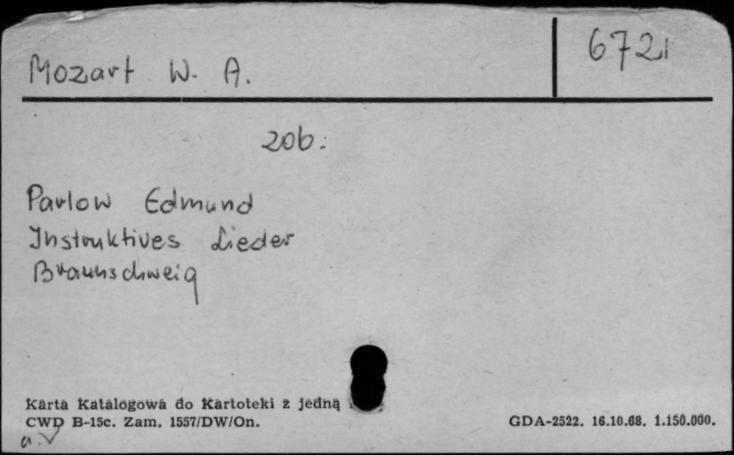 Mozart W. A.
6721
zob:
Parlow Edmund
Instruktives Lieder
Braunschweig
Karta Katalogowa do Kartoteki z jedną
CWD B-15c. Zam. 1557/DW/On.
GDA-2522. 16.10.68. 1.150.000.